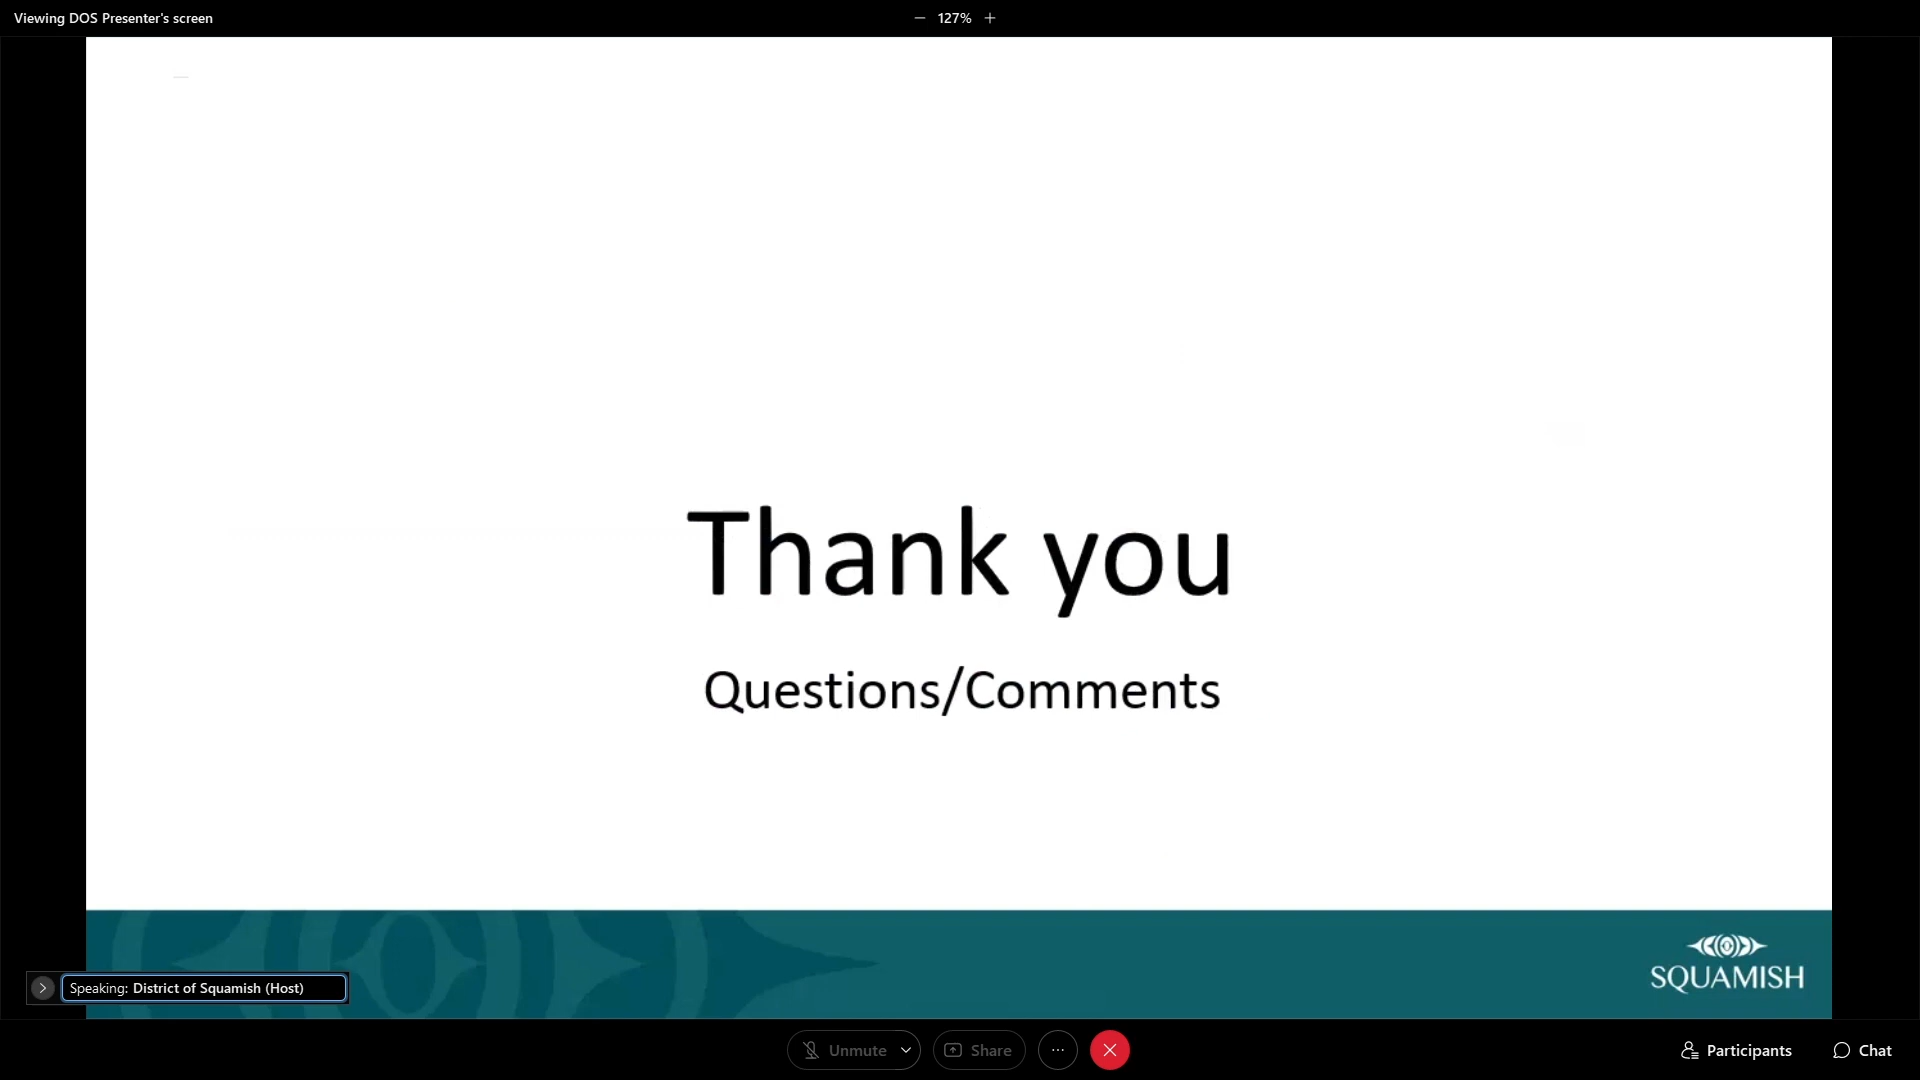 Viewing DOS Presenter's screen
127%
Thank you
Questions/Comments
SQUAMISH
Speaking: District of Squamish (Host)
Unmute
Share
Participants
Chat